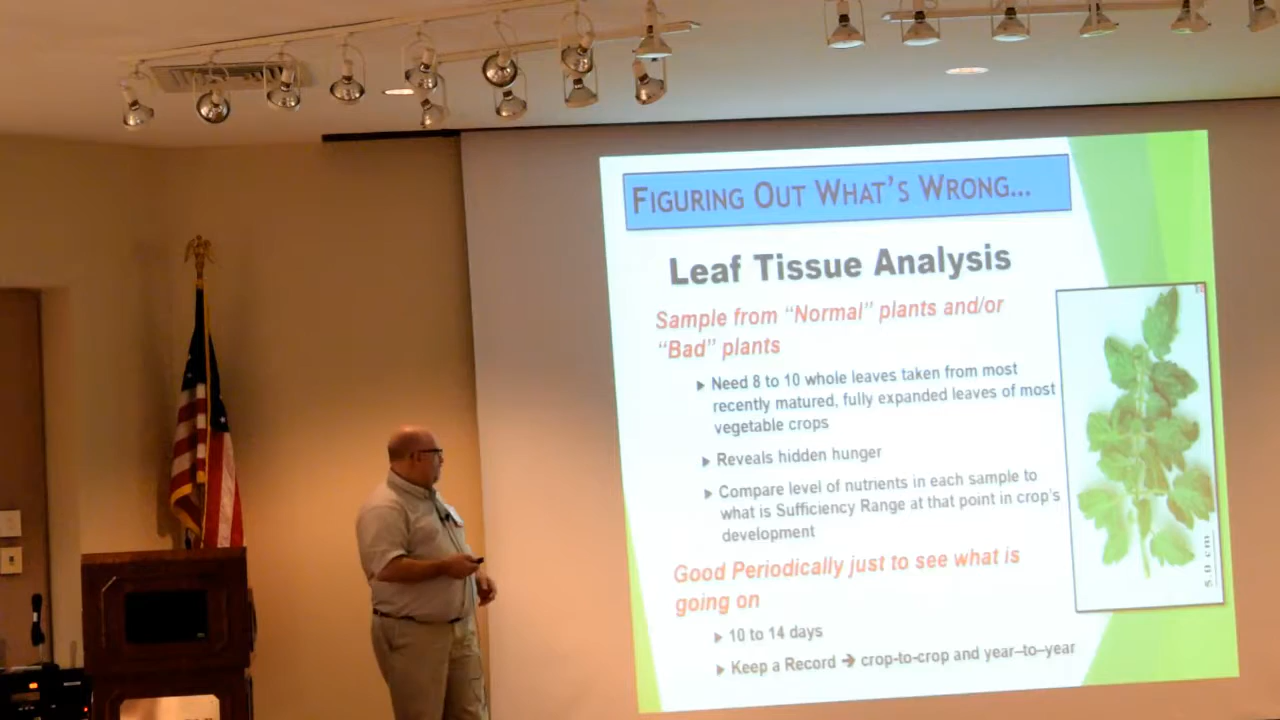 FIGURING OUT WHAT'S WRONG...
Leaf Tissue Analysis
Sample from "Normal" plants and/or
"Bad" plants
Need 8 to 10 whole leaves taken from most
recently matured, fully expanded leaves of most
vegetable crops
Reveals hidden hunger
Compare level of nutrients in each sample to
what is Sufficiency Range at that point in crop's
development
Good Periodically just to see what is
going on
10 to 14 days
Keep a Record → crop-to-crop and year–to–year
5.0 cm